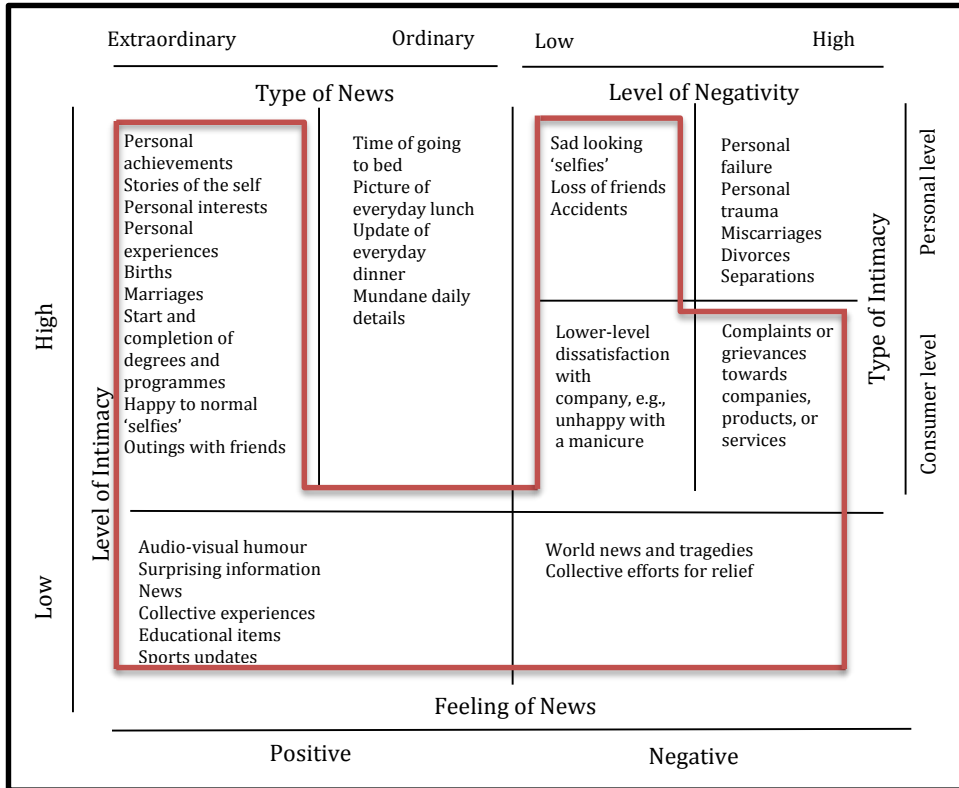 Extraordinary
Ordinary
Low
High
Type of News
Level of Negativity
Personal
achievements
Stories of the self
Personal interests
Personal
experiences
Births
Marriages
Start and
completion of
degrees and
programmes
Happy to normal
‘selfies’
Outings with friends
Time of going
to bed
Picture of
everyday lunch
Update of
everyday
dinner
Mundane daily
details
Sad looking
‘selfies’
Loss of friends
Accidents
Personal
failure
Personal
trauma
Miscarriages
Divorces
Separations
Lower-level
dissatisfaction
with
company, e.g.,
unhappy with
a manicure
Complaints or
grievances
towards
companies,
products, or
services
Type of Intimacy
Personal level
Consumer level
High
Low
Level of Intimacy
Audio-visual humour
Surprising information
News
Collective experiences
Educational items
Sports updates
World news and tragedies
Collective efforts for relief
Feeling of News
Positive
Negative